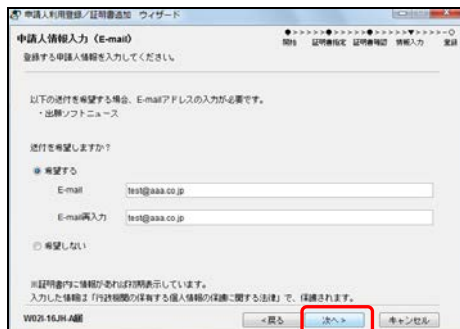 申請人利用登録/証明書追加 ウィザード
申請人情報入力（E-mail）
●>>>>>●>>>>>●>>>>>▼>>>>>-○
開始 証明書指定 証明書確認 情報入力 登録
登録する申請人情報を入力してください。
以下の送付を希望する場合、E-mailアドレスの入力が必要です。
・出願ソフトニュース
送付を希望しますか？
希望する
E-mail test@aaa.co.jp
E-mail再入力 test@aaa.co.jp
希望しない
※証明書内に情報があれば初期表示しています。
入力した情報は「行政機関の保有する個人情報の保護に関する法律」で、保護されます。
<戻る 次へ> キャンセル